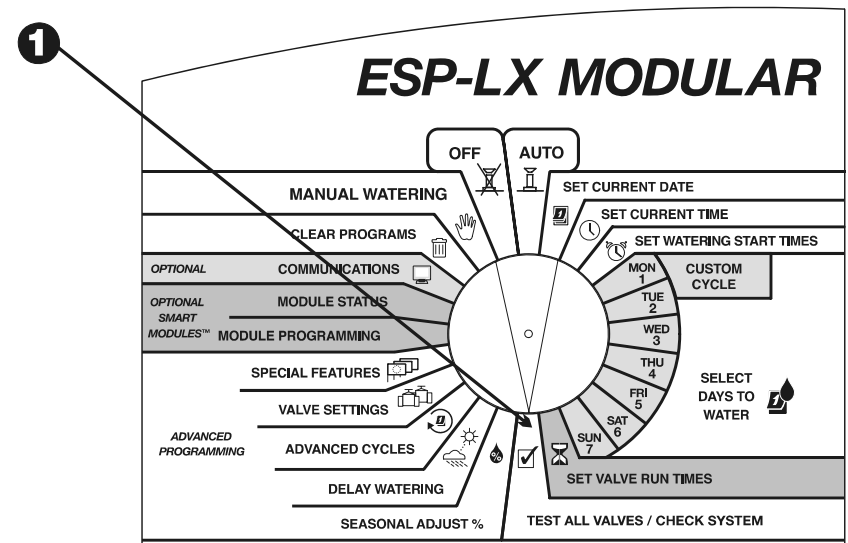 1
ESP-LX MODULAR
OFF
AUTO
MANUAL WATERING
SET CURRENT DATE
CLEAR PROGRAMS
SET CURRENT TIME
SET WATERING START TIMES
OPTIONAL
COMMUNICATIONS
MON
1
CUSTOM
CYCLE
OPTIONAL
SMART
MODULES™
MODULE STATUS
MODULE PROGRAMMING
TUE
2
WED
3
THU
4
FRI
5
SAT
6
SUN
7
SELECT
DAYS TO
WATER
1
SPECIAL FEATURES
VALVE SETTINGS
ADVANCED
PROGRAMMING
ADVANCED CYCLES
DELAY WATERING
SEASONAL ADJUST %
%
SET VALVE RUN TIMES
TEST ALL VALVES / CHECK SYSTEM